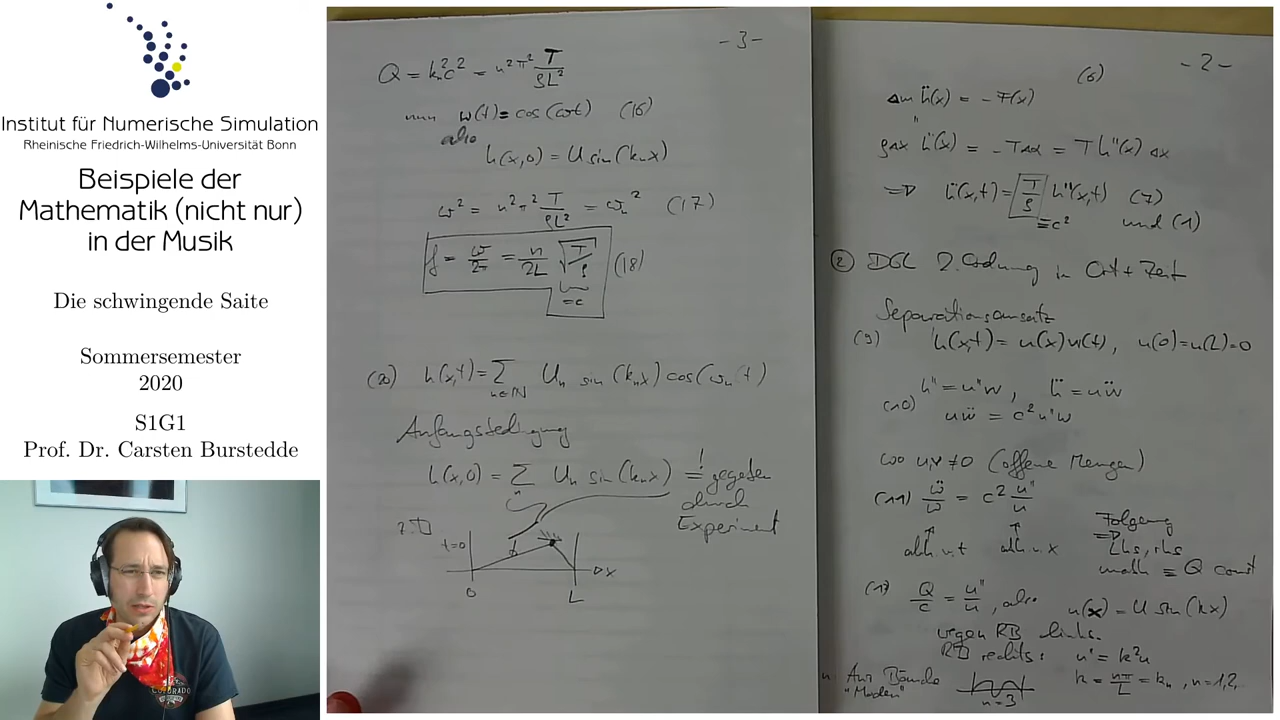 Institut für Numerische Simulation
Rheinische Friedrich-Wilhelms-Universität Bonn
Beispiele der
Mathematik (nicht nur)
in der Musik
Die schwingende Saite
Sommersemester
2020
S1G1
Prof. Dr. Carsten Burstedde
COLORADO
-3-
Q = kₙ²c² = n²π² T/ρL²
nun w(t) = cos(ωt) (16)
also
h(x,0) = U sin(kₙx)
ω² = n²π² T/ρL² = ωₙ² (17)
f = ω/2π = n/2L √T/ρ (18)
= c
(20) h(x,t) = ∑ n∈ℕ Uₙ sin(kₙx) cos(ωₙt)
Anfangsbedingung
h(x,0) = ∑ n Uₙ sin(kₙx) =! gegeben
durch
Experiment
z.B.
t=0
x
0
L
-2-
(6)
Δm ḧ(x) = -F(x)
ρΔx ḧ(x) = -TΔα = T h''(x) Δx
⇒ ḧ(x,t) = T/ρ h''(x,t) (7)
≡c² und (1)
② DGL 2. Ordnung in Ort + Zeit
Separationsansatz
(9) h(x,t) = u(x)w(t), u(0)=u(L)=0
(10) h'' = u''w, ḧ = uẅ
uẅ = c²u''w
wo u,w ≠ 0 (offene Mengen)
(11) ẅ/w = c² u''/u
abh. v. t abh. v. x
Folgerung
⇒ lhs, rhs
≡ Q const
Q/c = u''/u, also u(x) = U sin(kx)
wegen RB links.
RB rechts: u'' = k²u
k = nπ/L = kₙ, n=1,2,
"Moden"
n=3